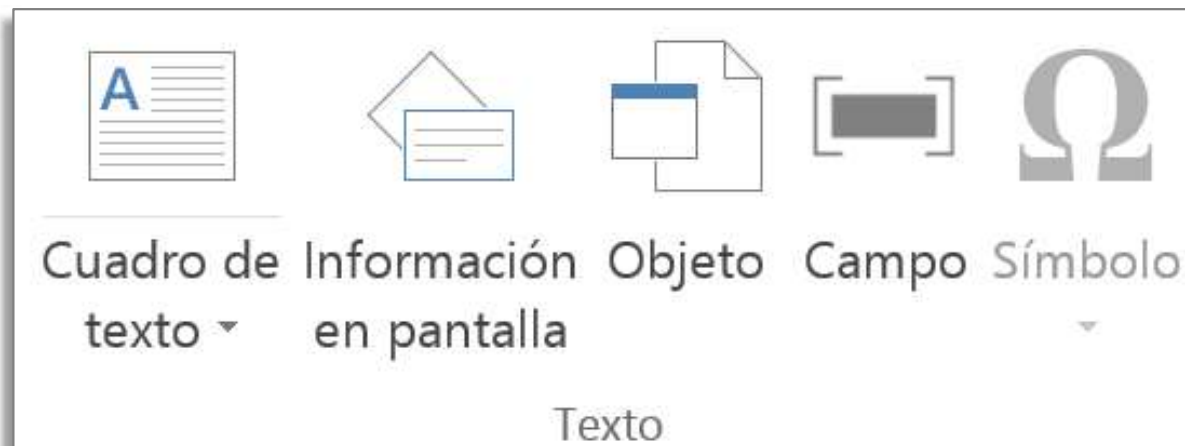 A
Cuadro de Información Objeto Campo Símbolo
texto en pantalla
Texto